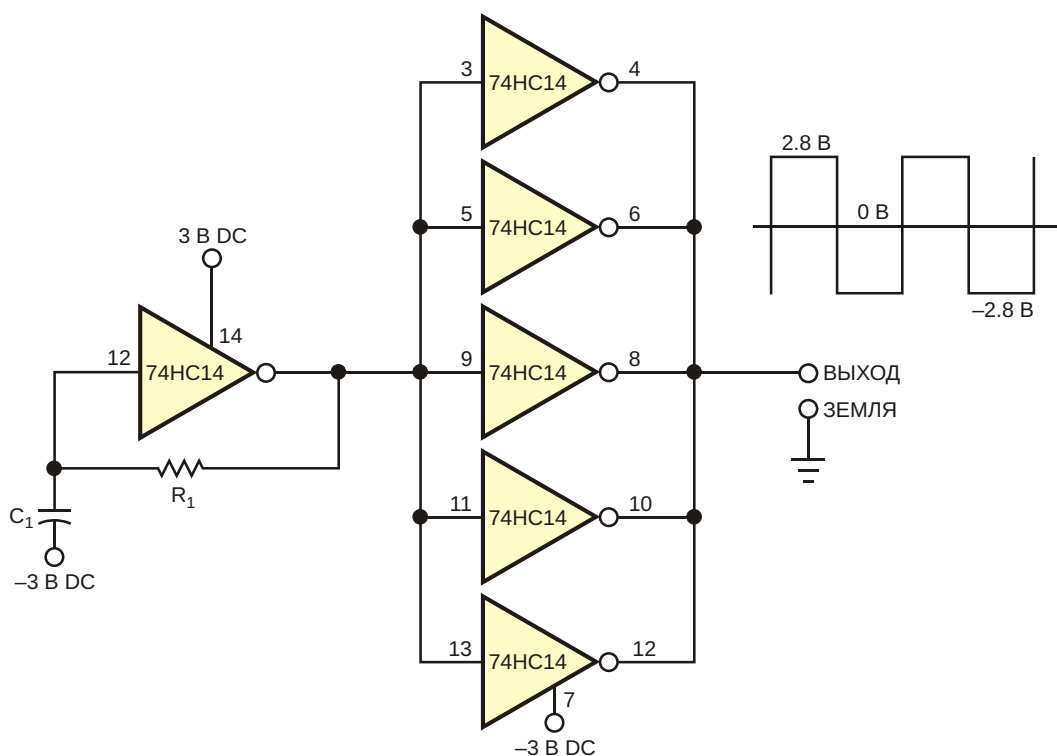 3
74HC14
4
2.8 В
5
74HC14
6
0 В
3 В DC
–2.8 В
14
12
74HC14
9
74HC14
8
ВЫХОД
ЗЕМЛЯ
R1
C1
11
74HC14
10
–3 В DC
13
74HC14
12
7
–3 В DC